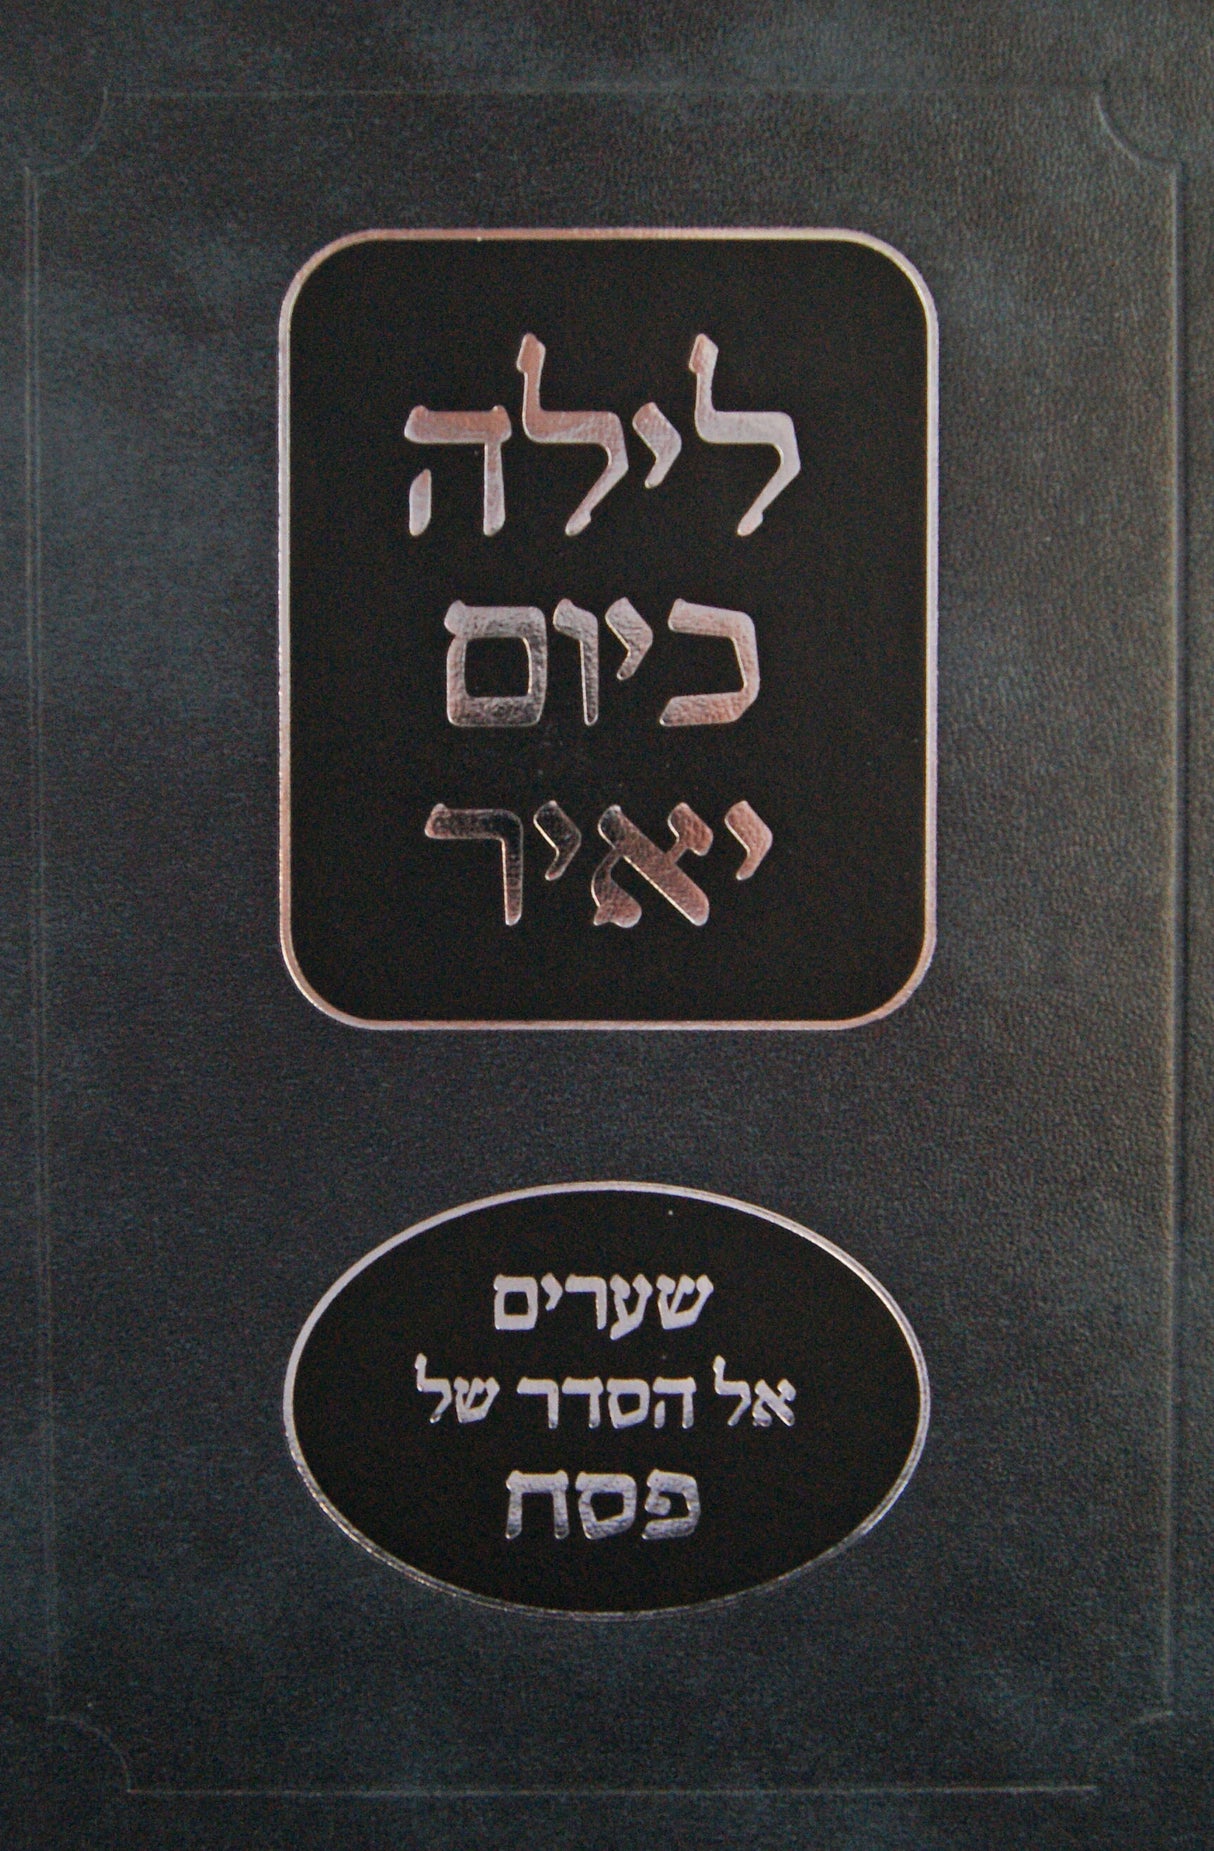 לילה
כיום
יאיר
שערים
אל הסדר של
פסח